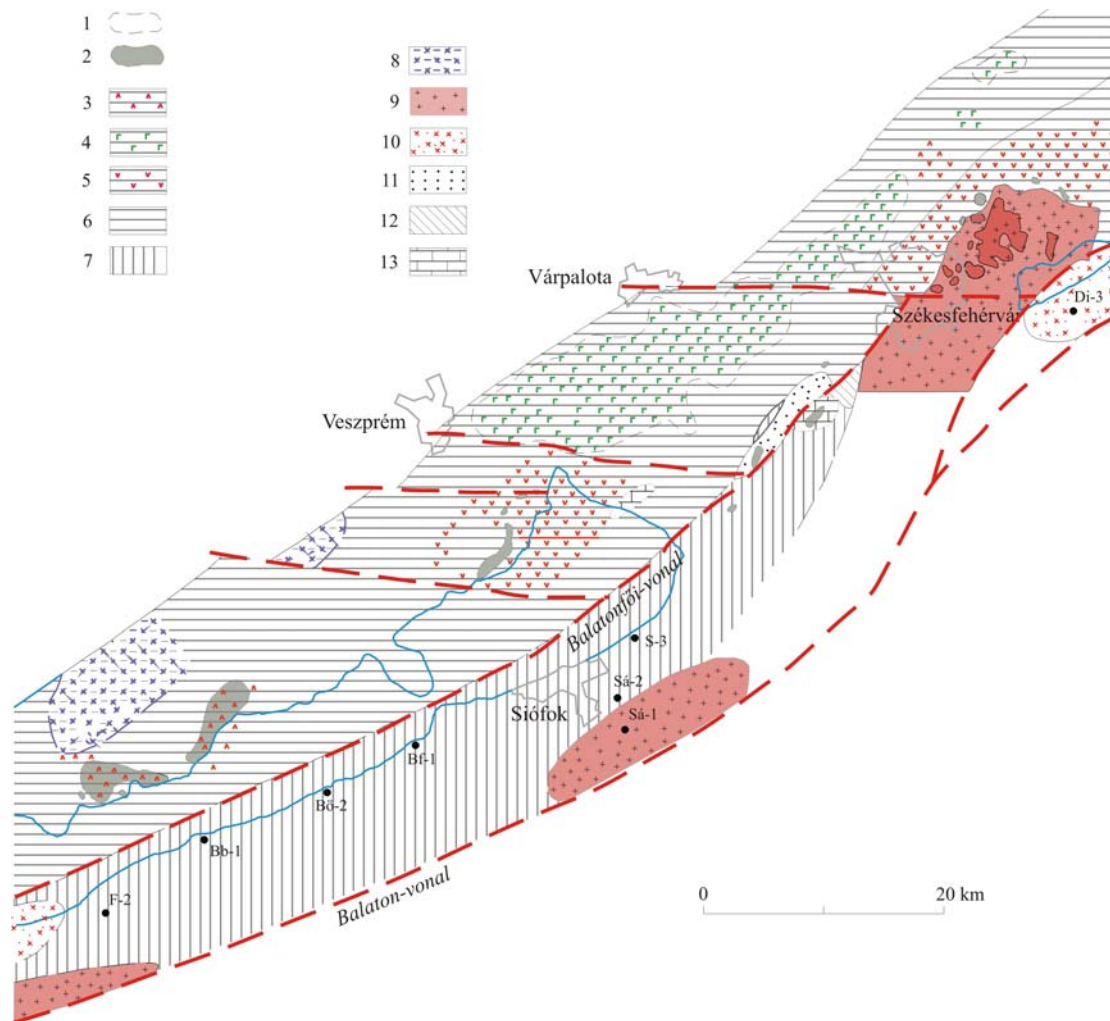 1
2
3
4
5
6
7
8
9
10
11
12
13
Várpalota
Székesfehérvár
Di-3
Veszprém
Balatonfői-vonal
S-3
Sá-2
Siófok
Sá-1
Bf-1
Bö-2
Bb-1
F-2
Balaton-vonal
0 20 km